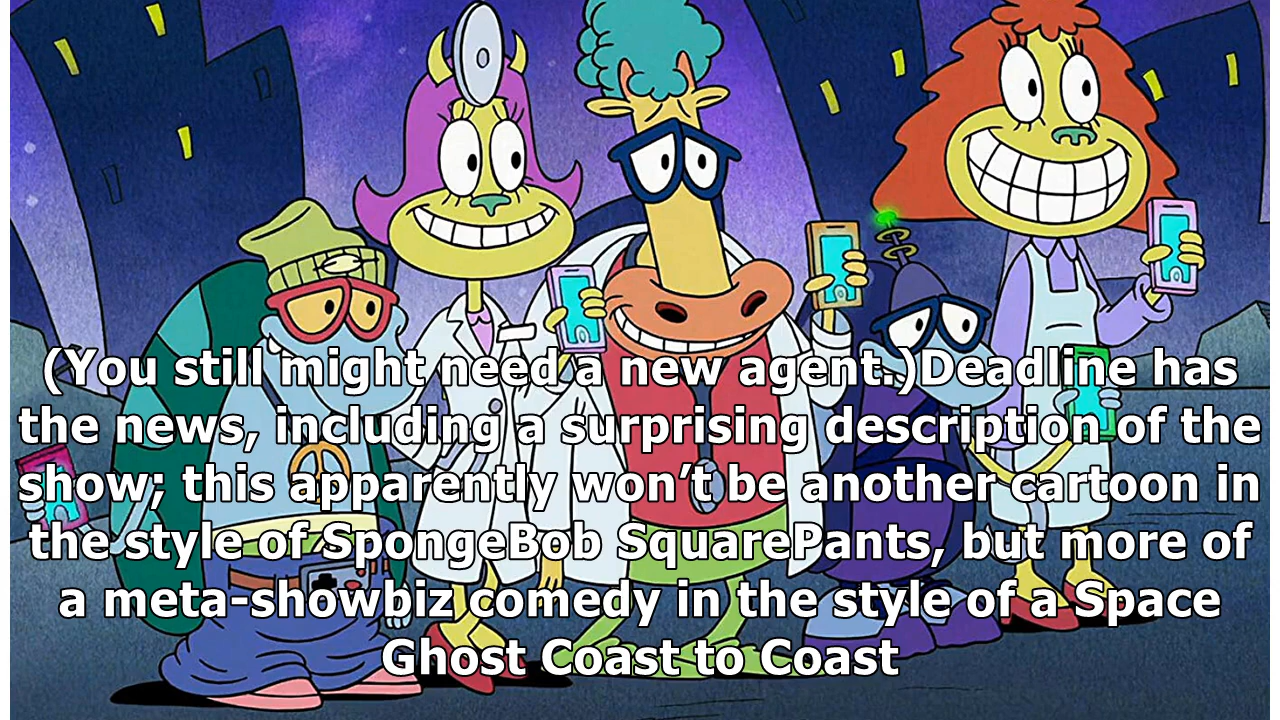 (You still might need a new agent.)Deadline has
the news, including a surprising description of the
show; this apparently won’t be another cartoon in
the style of SpongeBob SquarePants, but more of
a meta-showbiz comedy in the style of a Space
Ghost Coast to Coast